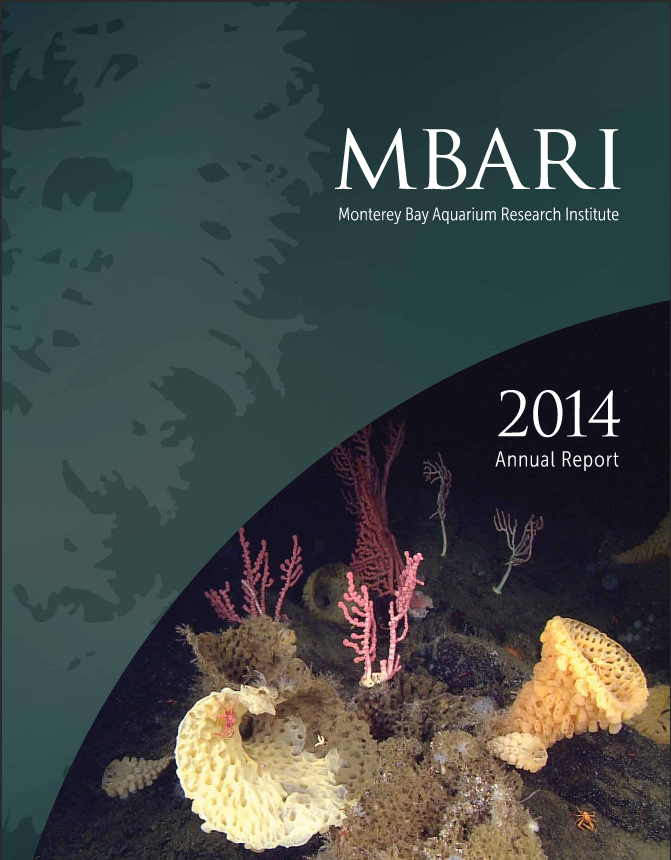 MBARI
Monterey Bay Aquarium Research Institute
2014
Annual Report